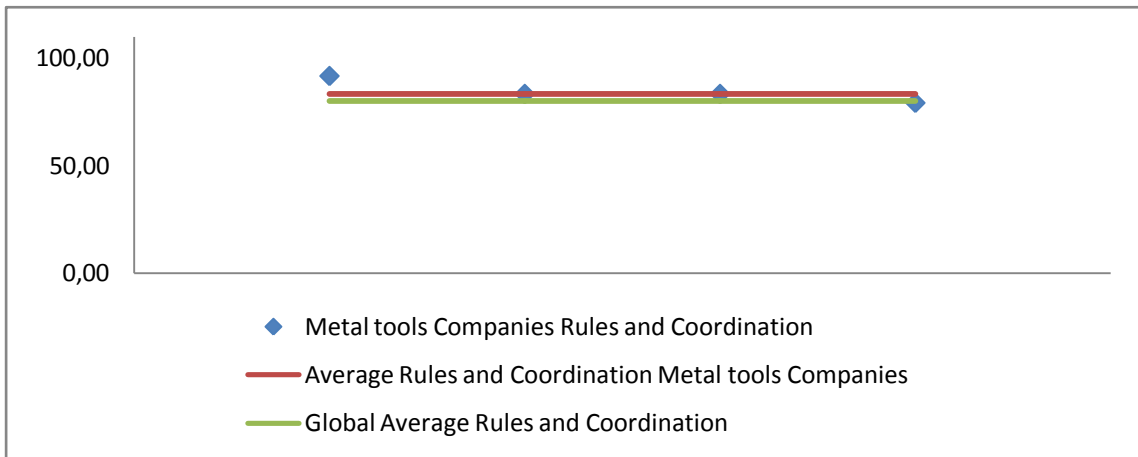 100,00
50,00
0,00
Metal tools Companies Rules and Coordination
Average Rules and Coordination Metal tools Companies
Global Average Rules and Coordination